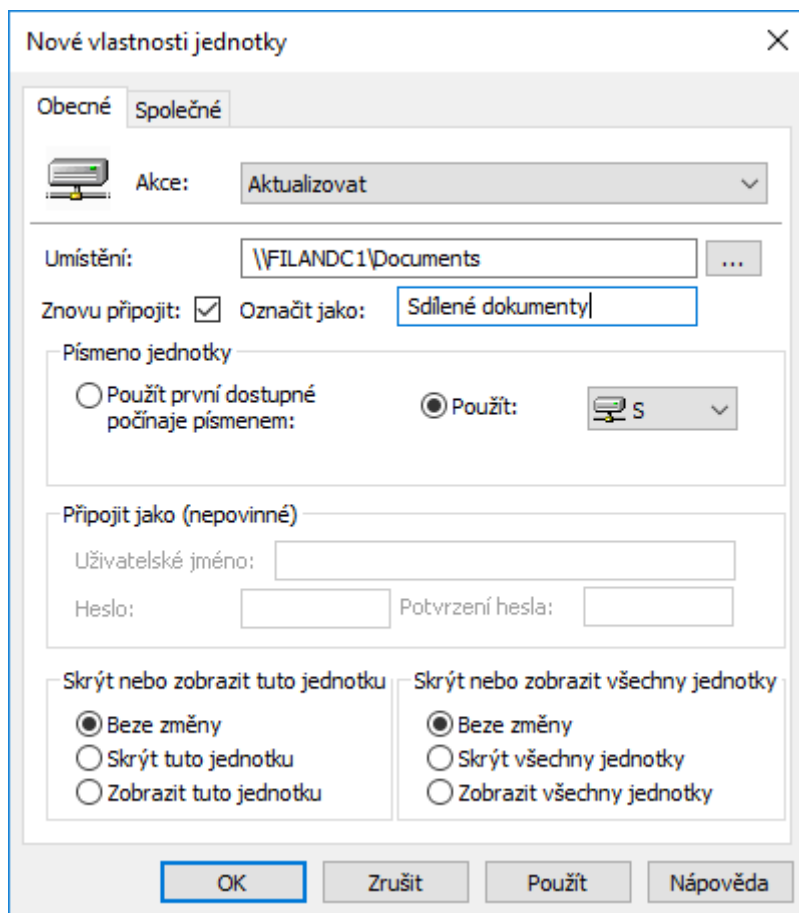 Nové vlastnosti jednotky
Obecné
Společné
Akce:
Aktualizovat
Umístění:
\\FILANDC1\Documents
...
Znovu připojit:
Označit jako:
Sdílené dokumenty
Písmeno jednotky
Použít první dostupné
počínaje písmenem:
Použít:
S
Připojit jako (nepovinné)
Uživatelské jméno:
Heslo:
Potvrzení hesla:
Skrýt nebo zobrazit tuto jednotku
Beze změny
Skrýt tuto jednotku
Zobrazit tuto jednotku
Skrýt nebo zobrazit všechny jednotky
Beze změny
Skrýt všechny jednotky
Zobrazit všechny jednotky
OK
Zrušit
Použít
Nápověda